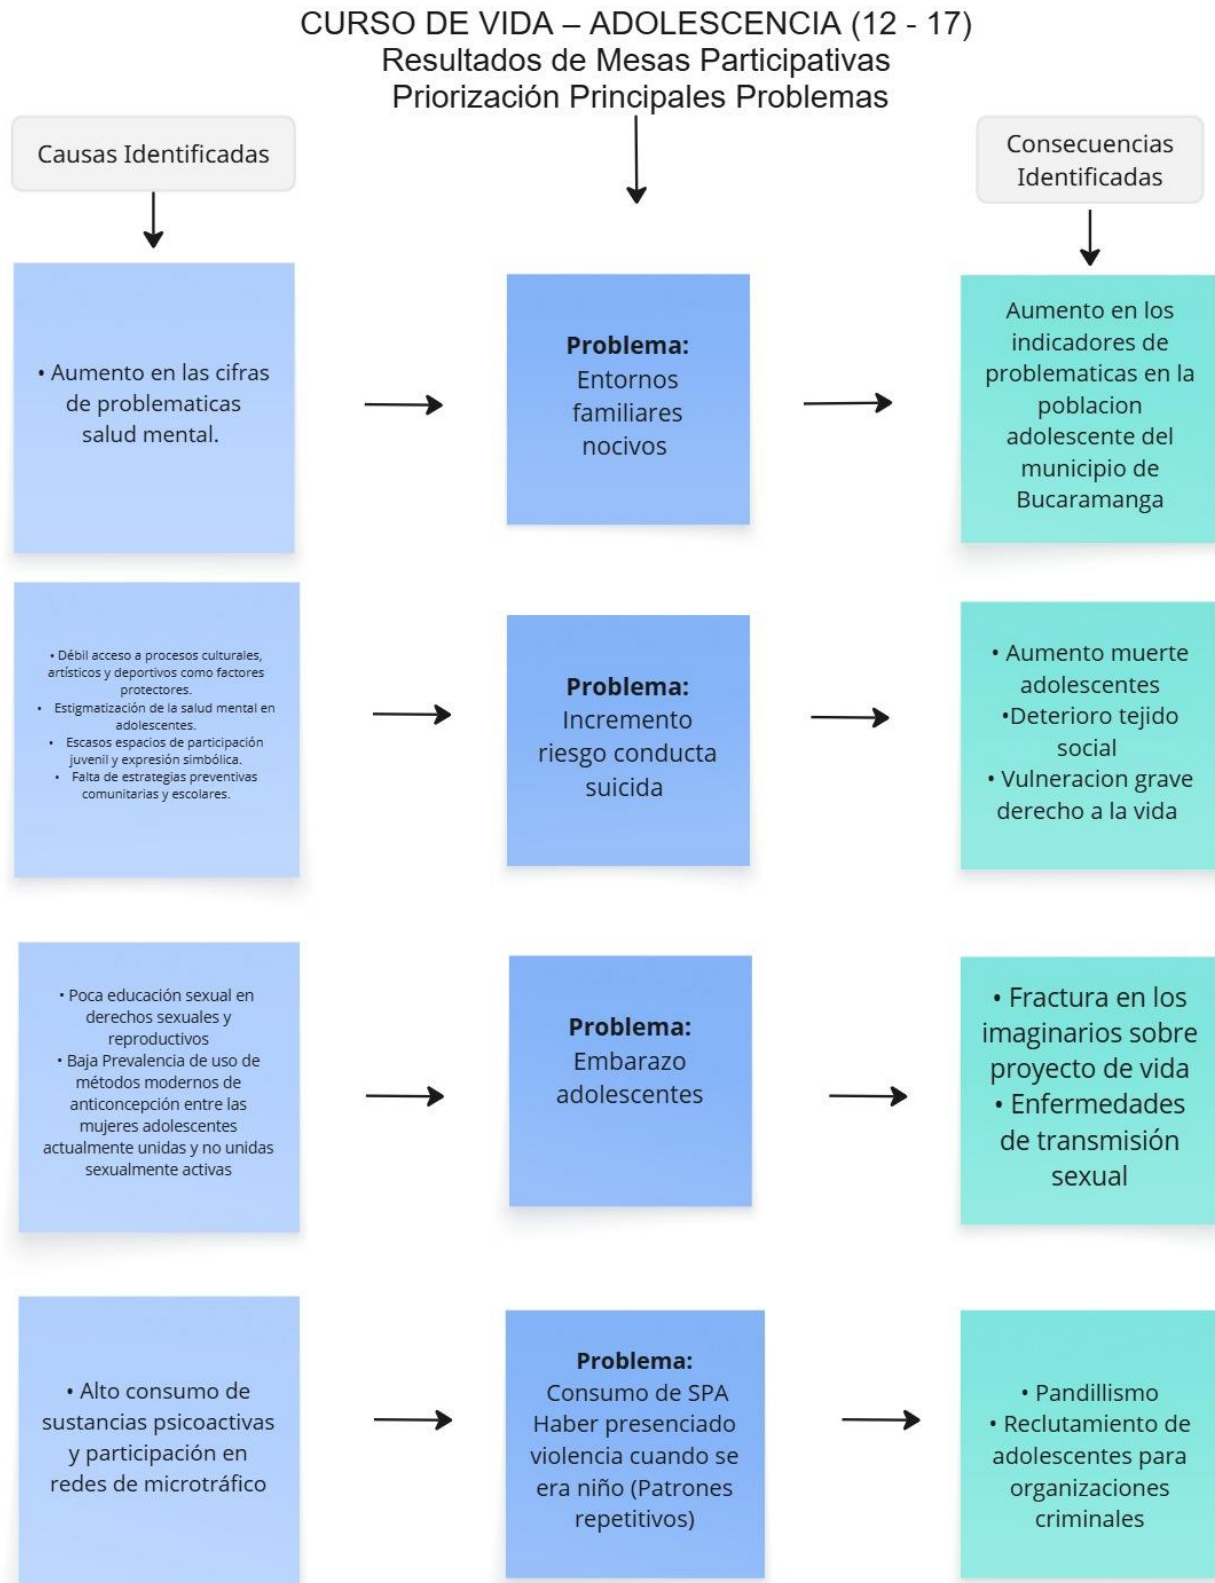 CURSO DE VIDA – ADOLESCENCIA (12 - 17)
Resultados de Mesas Participativas
Priorización Principales Problemas
Causas Identificadas
Consecuencias
Identificadas
• Aumento en las cifras
de problematicas
salud mental.
Problema:
Entornos
familiares
nocivos
Aumento en los
indicadores de
problematicas en la
poblacion
adolescente del
municipio de
Bucaramanga
• Débil acceso a procesos culturales,
artísticos y deportivos como factores
protectores.
• Estigmatización de la salud mental en
adolescentes.
• Escasos espacios de participación
juvenil y expresión simbólica.
• Falta de estrategias preventivas
comunitarias y escolares.
Problema:
Incremento
riesgo conducta
suicida
• Aumento muerte
adolescentes
•Deterioro tejido
social
• Vulneracion grave
derecho a la vida
• Poca educación sexual en
derechos sexuales y
reproductivos
• Baja Prevalencia de uso de
métodos modernos de
anticoncepción entre las
mujeres adolescentes
actualmente unidas y no unidas
sexualmente activas
Problema:
Embarazo
adolescentes
• Fractura en los
imaginarios sobre
proyecto de vida
• Enfermedades
de transmisión
sexual
• Alto consumo de
sustancias psicoactivas
y participación en
redes de microtráfico
Problema:
Consumo de SPA
Haber presenciado
violencia cuando se
era niño (Patrones
repetitivos)
• Pandillismo
• Reclutamiento de
adolescentes para
organizaciones
criminales